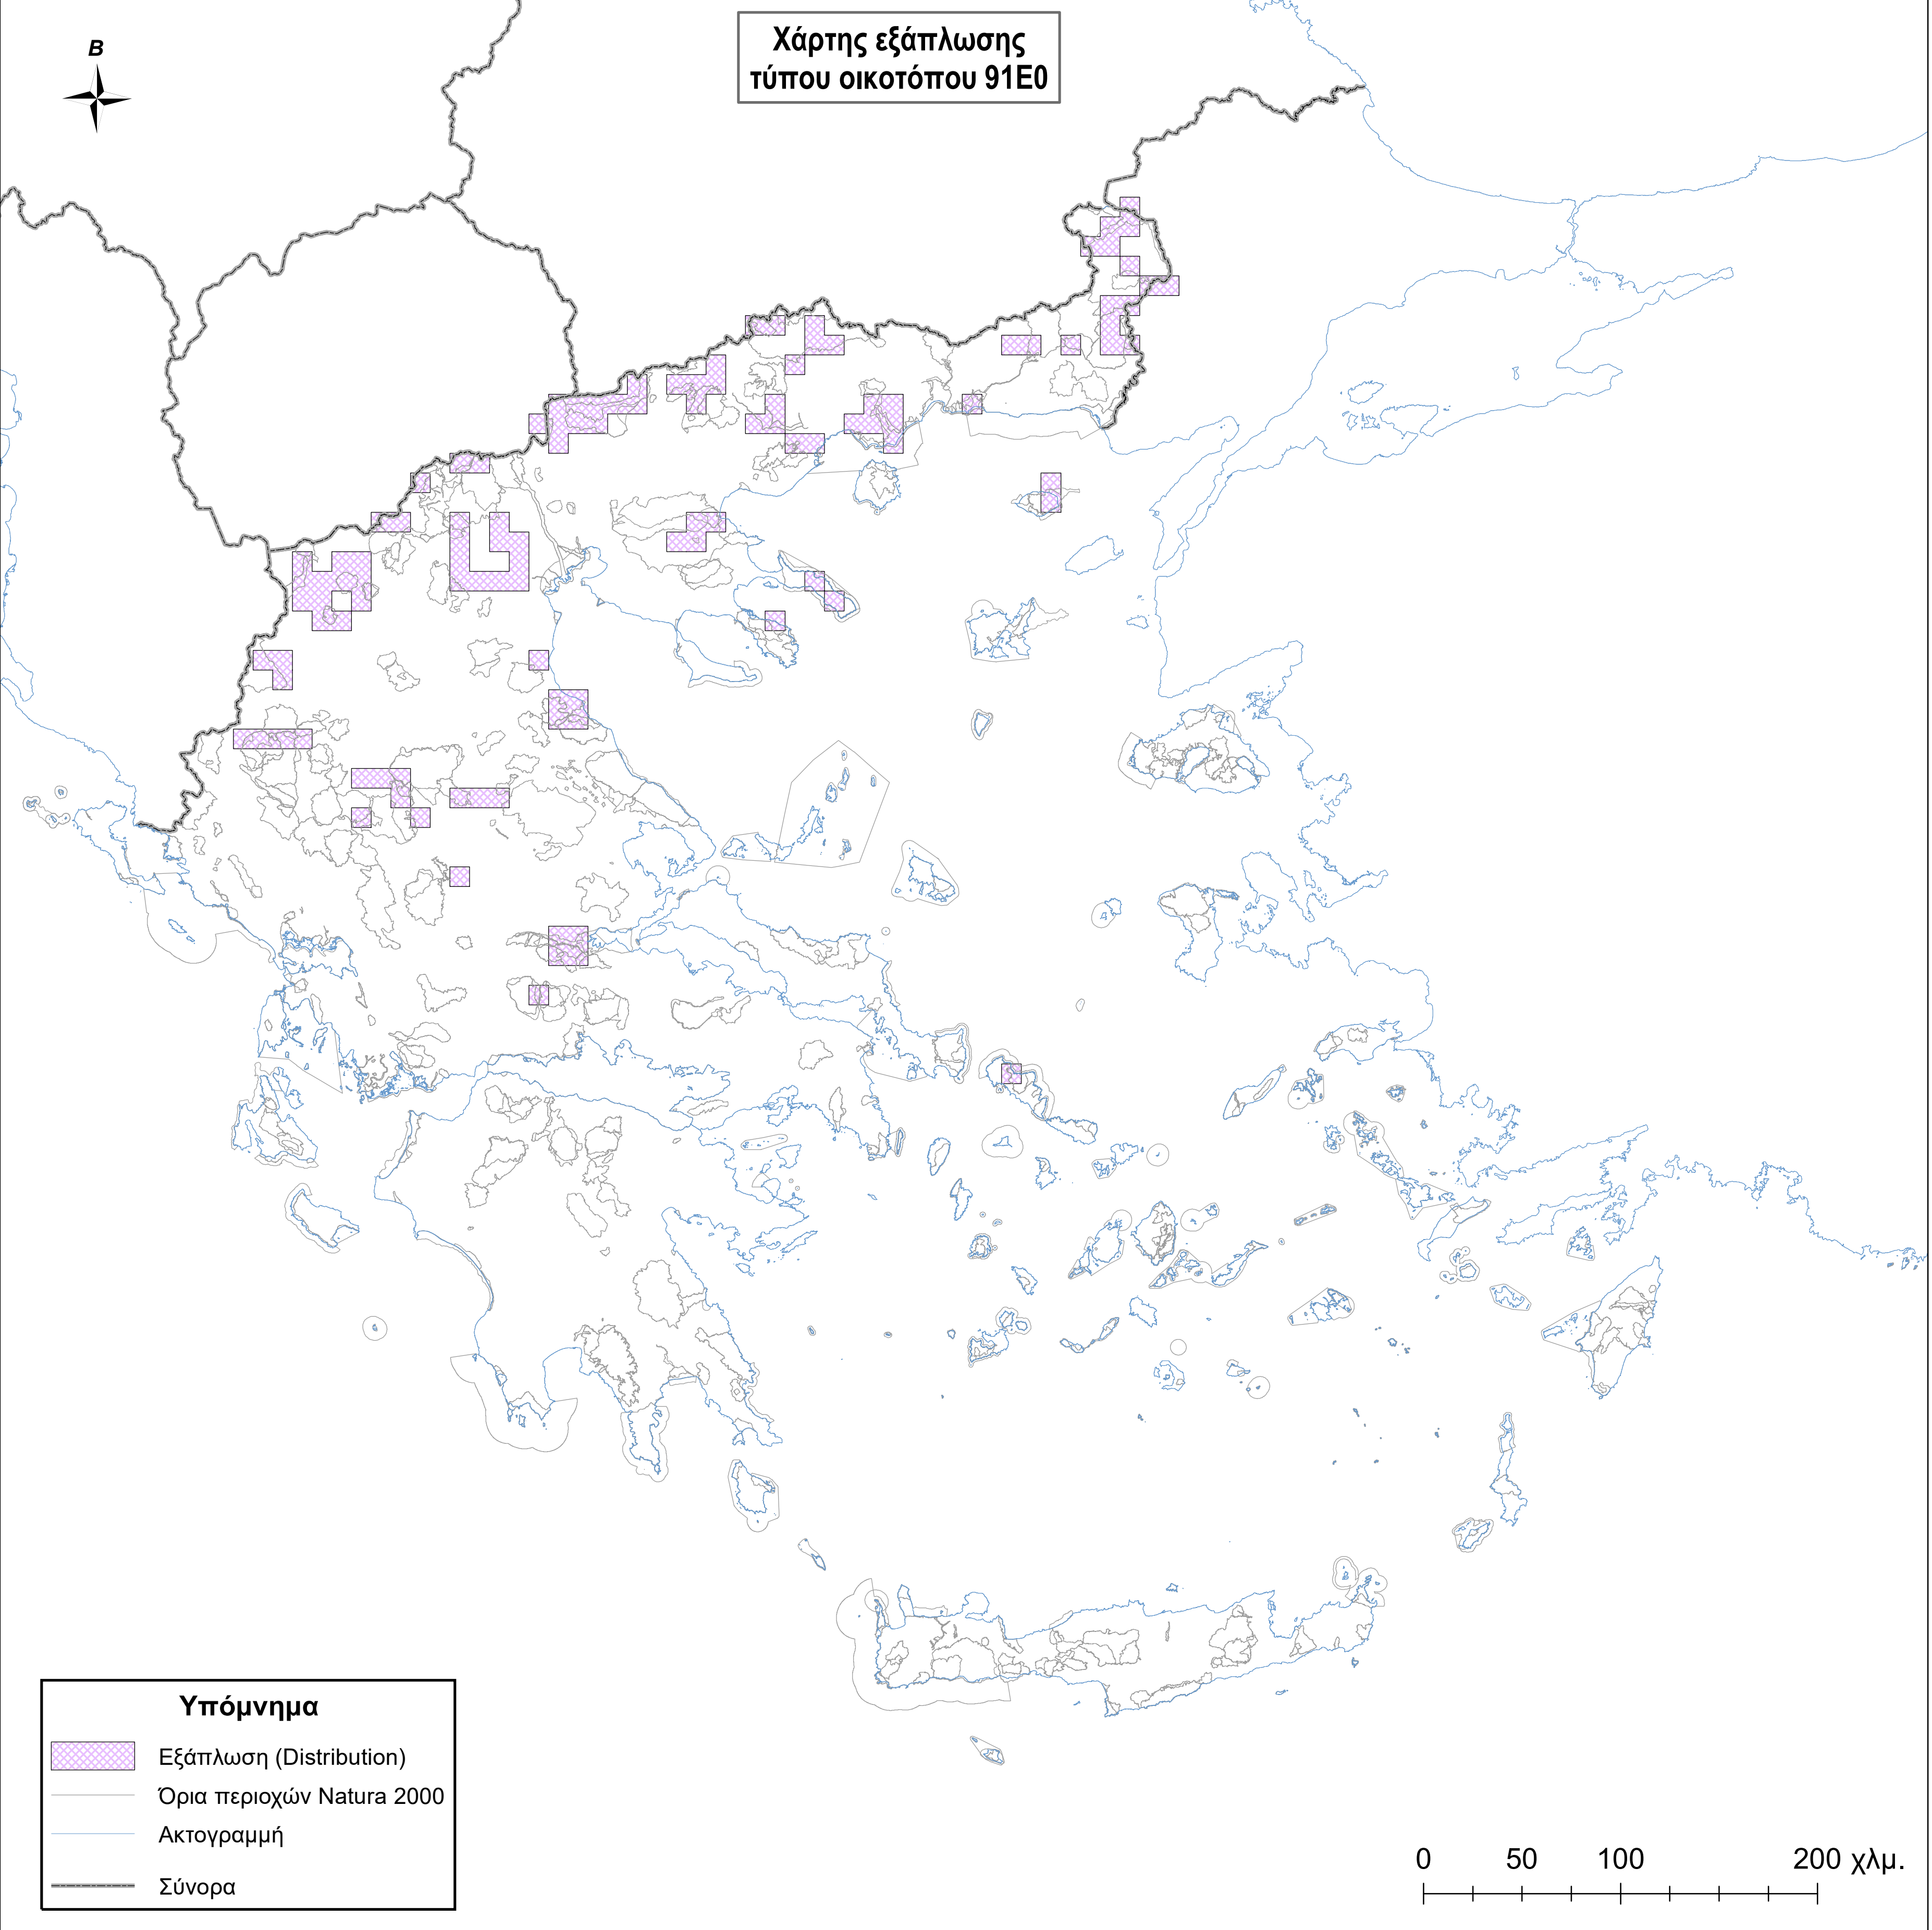 Χάρτης εξάπλωσης
τύπου οικοτόπου 91E0
B
Υπόμνημα
Εξάπλωση (Distribution)
Όρια περιοχών Natura 2000
Ακτογραμμή
Σύνορα
0 50 100 200 χλμ.